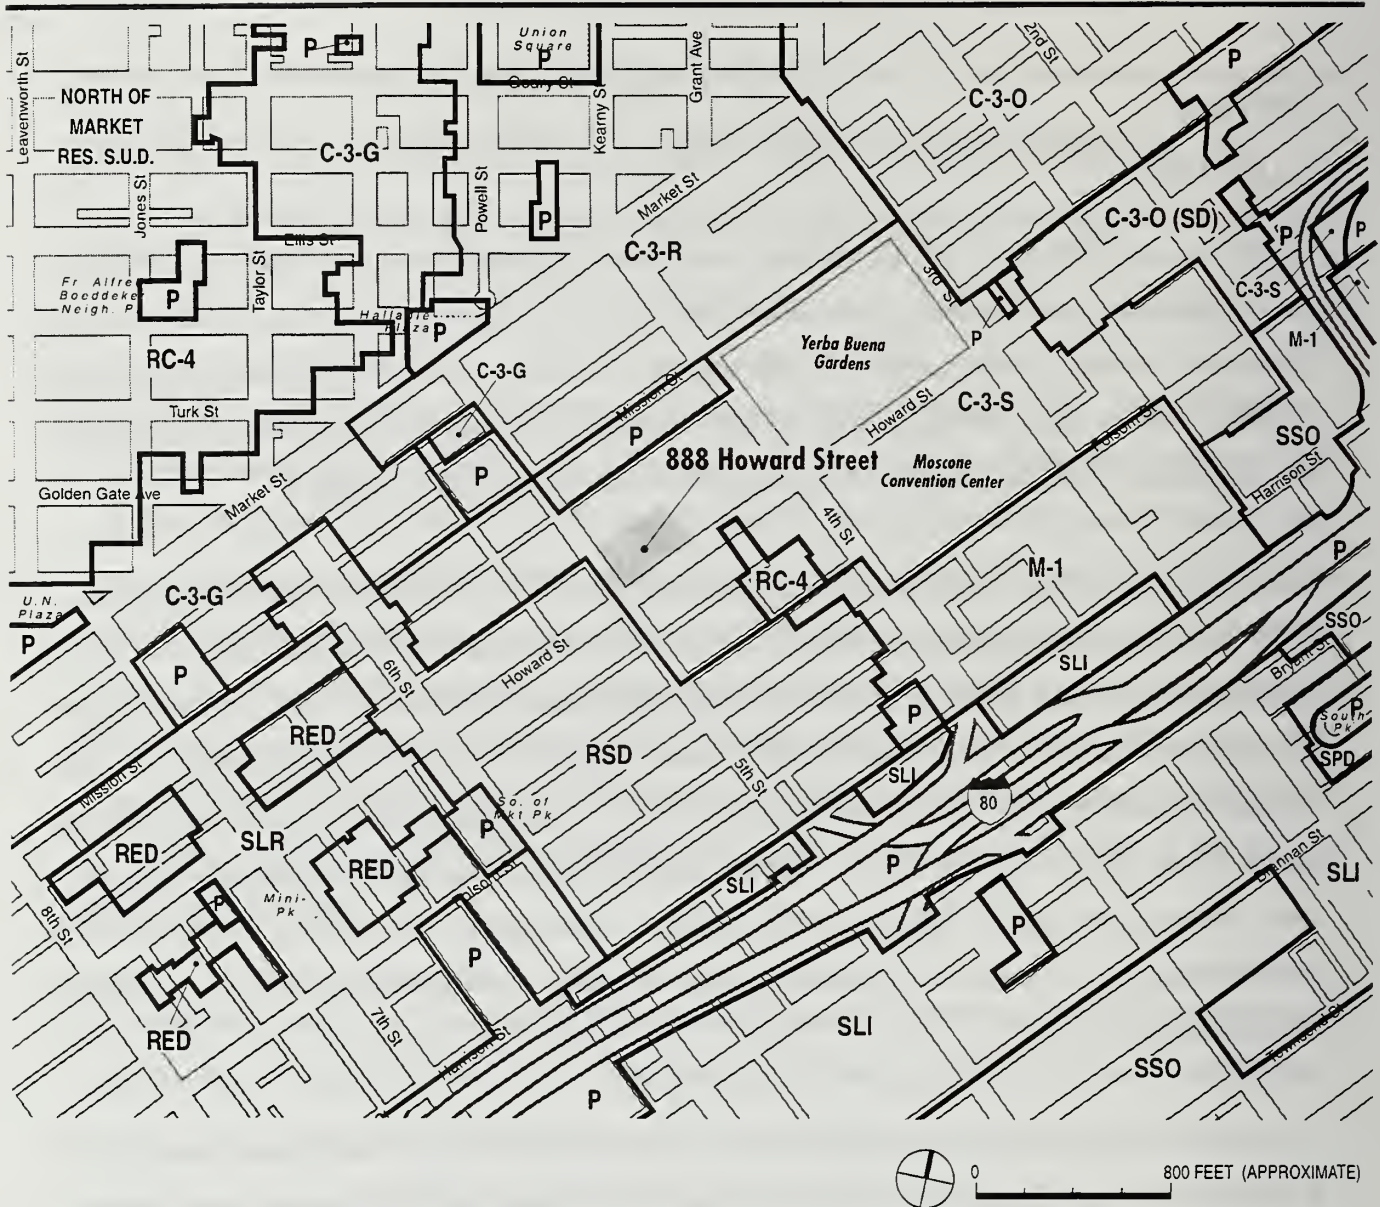 Union
Square
P
P
2nd St
P
Leavenworth St
Geary St
Grant Ave
NORTH OF
MARKET
RES. S.U.D.
C-3-O
Kearny St
C-3-G
Jones St
Powell St
Market St
P
C-3-O (SD)
P
P
Ellis St
C-3-R
Taylor St
3rd St
C-3-S
P
Hallidie
Plaza
P
P
M-1
Yerba Buena
Gardens
RC-4
C-3-G
Mission St
Howard St
C-3-S
Turk St
P
Folsom St
SSO
888 Howard Street
Moscone
Convention Center
P
Harrison St
Golden Gate Ave
Market St
4th St
P
RC-4
M-1
C-3-G
U.N.
Plaza
P
SSO
P
Howard St
SLI
Bryant St
6th St
P
P
South
Pk
RED
RSD
SPD
5th St
SLI
Mission St
80
So. of
Mkt Pk
P
RED
SLR
RED
P
Brannan St
SLI
SLI
Folsom St
Mini-
Pk
P
8th St
P
P
RED
7th St
SLI
Harrison St
Townsend St
SSO
P
0
800 FEET (APPROXIMATE)